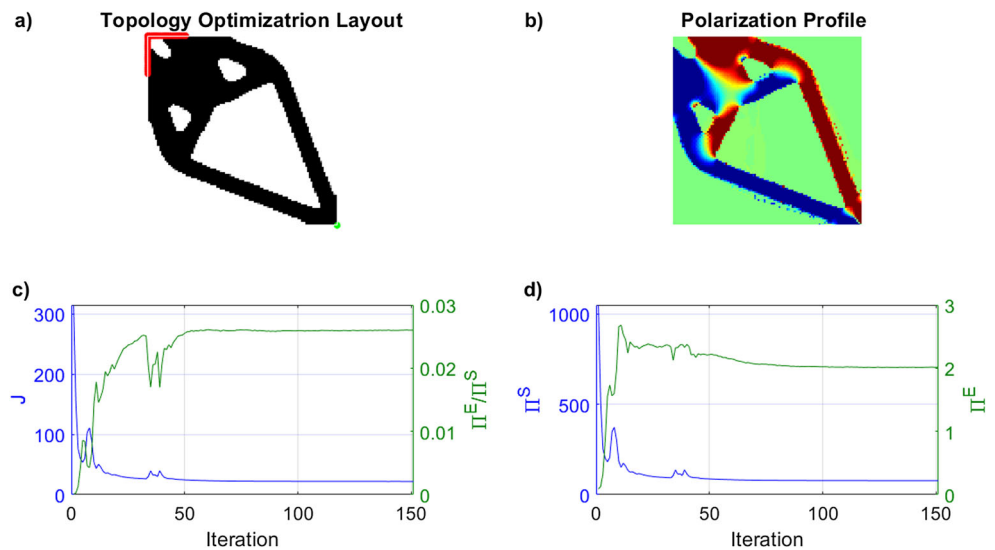 a) Topology Optimizatrion Layout
b) Polarization Profile
c)
300
200
100
0
J
0.03
0.02
0.01
0
Π^E/Π^S
0 50 100 150
Iteration
d)
1000
500
0
Π^S
3
2
1
0
Π^E
0 50 100 150
Iteration